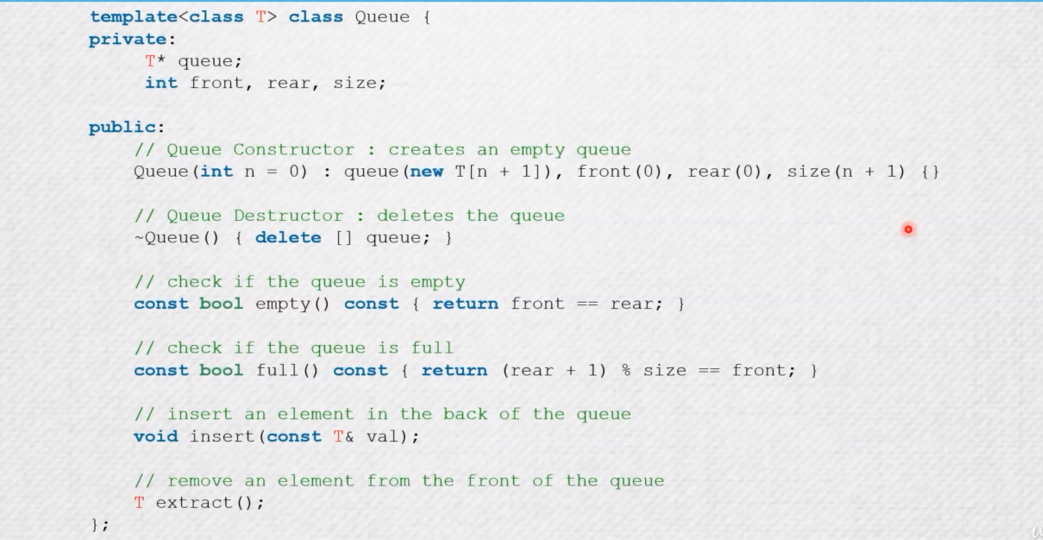 template<class T> class Queue {
private:
T* queue;
int front, rear, size;
public:
// Queue Constructor : creates an empty queue
Queue(int n = 0) : queue(new T[n + 1]), front(0), rear(0), size(n + 1) {}
// Queue Destructor : deletes the queue
~Queue() { delete [] queue; }
// check if the queue is empty
const bool empty() const { return front == rear; }
// check if the queue is full
const bool full() const { return (rear + 1) % size == front; }
// insert an element in the back of the queue
void insert(const T& val);
// remove an element from the front of the queue
T extract();
};